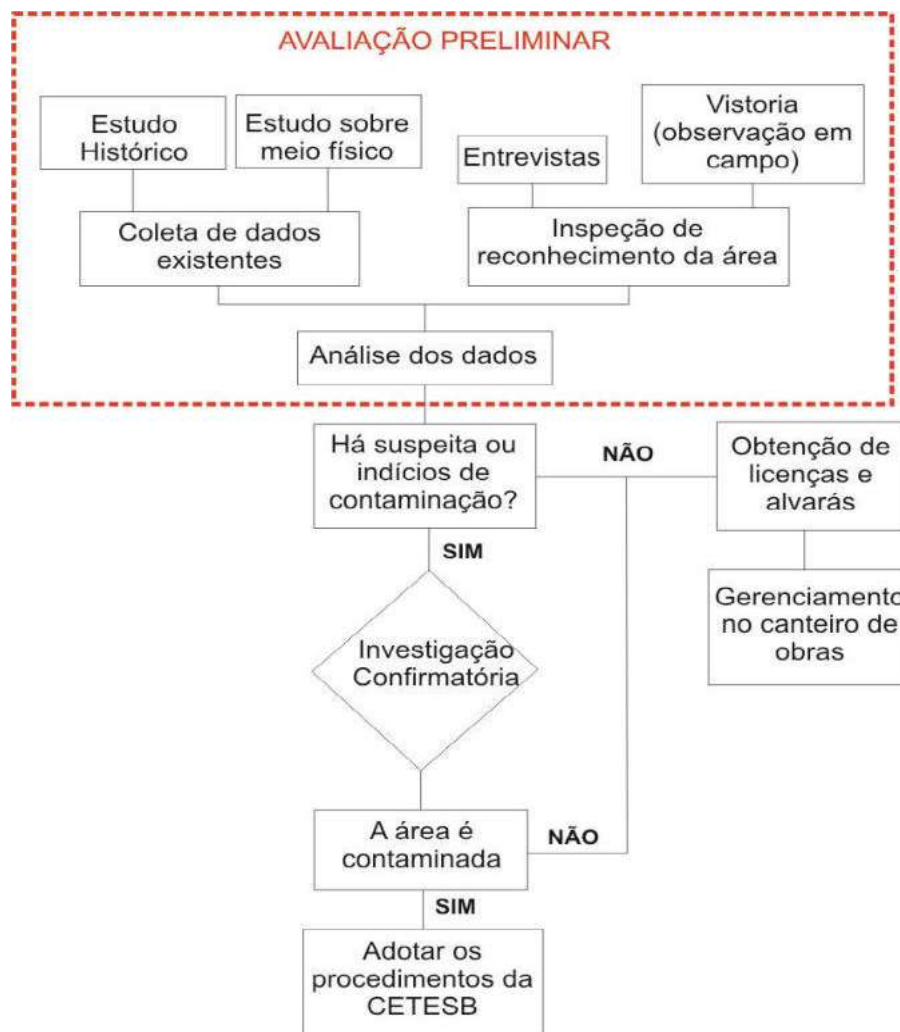 AVALIAÇÃO PRELIMINAR
Estudo
Histórico
Estudo sobre
meio físico
Entrevistas
Vistoria
(observação em
campo)
Coleta de dados
existentes
Inspeção de
reconhecimento da área
Análise dos dados
Há suspeita ou
indícios de
contaminação?
NÃO
Obtenção de
licenças e
alvarás
SIM
Gerenciamento
no canteiro de
obras
Investigação
Confirmatória
A área é
contaminada
NÃO
SIM
Adotar os
procedimentos da
CETESB